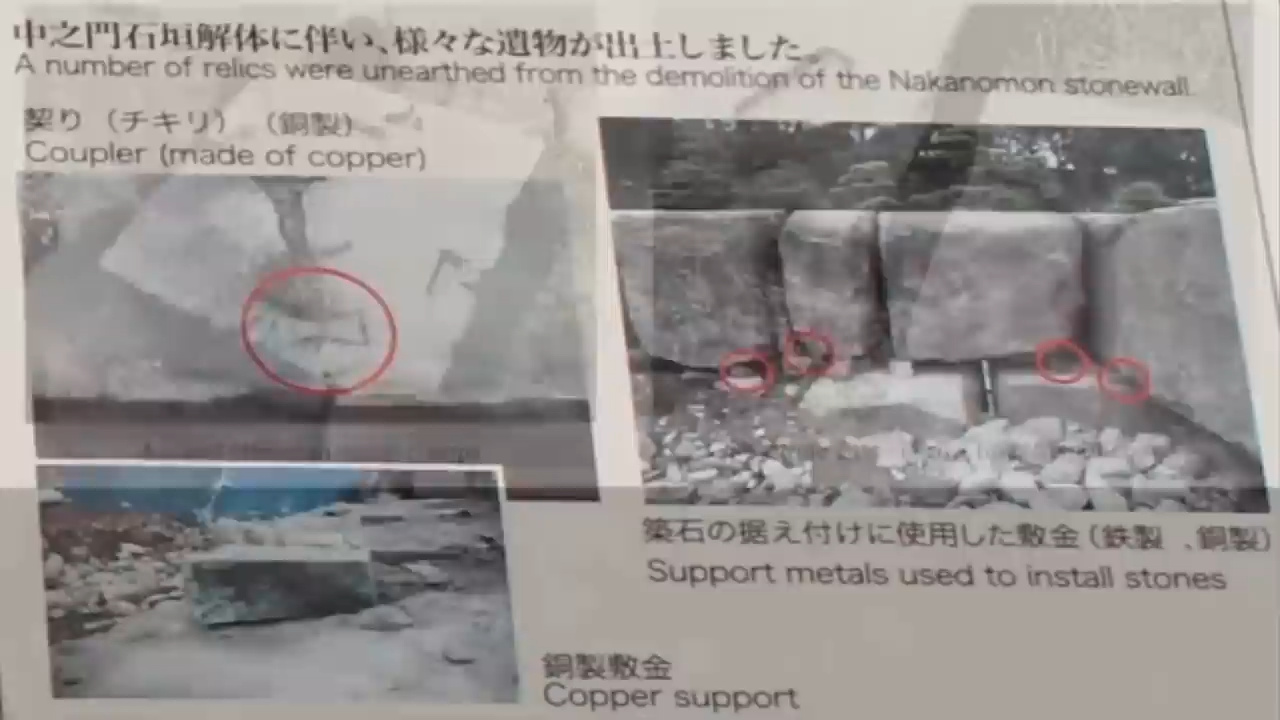 中之門石垣解体に伴い、様々な遺物が出土しました。
A number of relics were unearthed from the demolition of the Nakanomon stonewall.
契り（チキリ）（銅製）
Coupler (made of copper)
築石の据え付けに使用した敷金（鉄製、銅製）
Support metals used to install stones
銅製敷金
Copper support